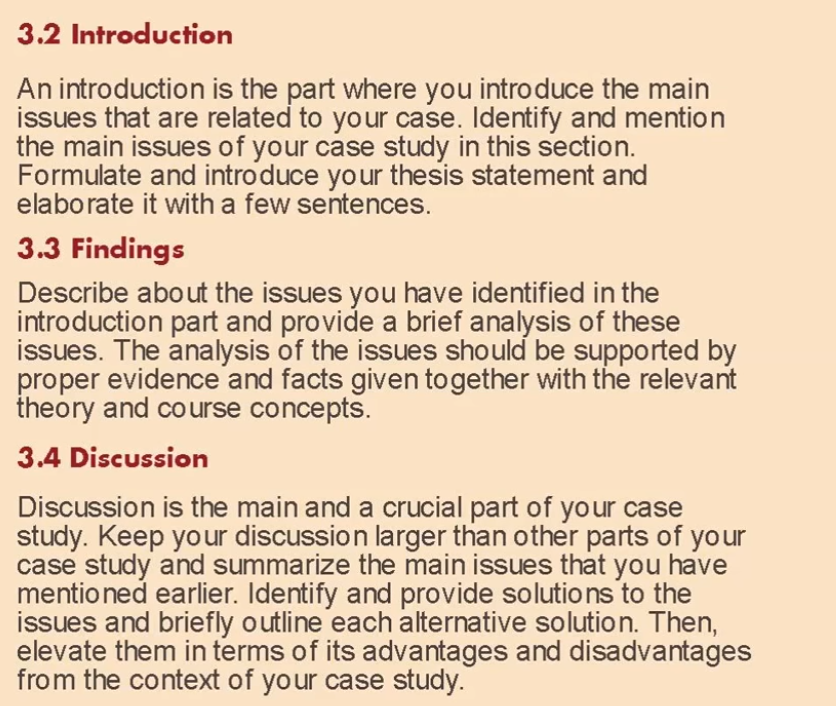 3.2 Introduction
An introduction is the part where you introduce the main
issues that are related to your case. Identify and mention
the main issues of your case study in this section.
Formulate and introduce your thesis statement and
elaborate it with a few sentences.
3.3 Findings
Describe about the issues you have identified in the
introduction part and provide a brief analysis of these
issues. The analysis of the issues should be supported by
proper evidence and facts given together with the relevant
theory and course concepts.
3.4 Discussion
Discussion is the main and a crucial part of your case
study. Keep your discussion larger than other parts of your
case study and summarize the main issues that you have
mentioned earlier. Identify and provide solutions to the
issues and briefly outline each alternative solution. Then,
elevate them in terms of its advantages and disadvantages
from the context of your case study.